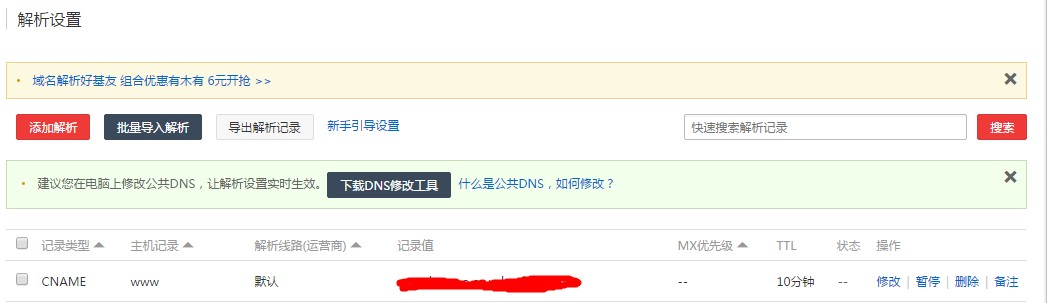 解析设置
域名解析好基友 组合优惠有木有 6元开抢 >>
添加解析 批量导入解析 导出解析记录 新手引导设置 快速搜索解析记录 搜索
建议您在电脑上修改公共DNS，让解析设置实时生效。 下载DNS修改工具 什么是公共DNS，如何修改？
记录类型 主机记录 解析线路(运营商) 记录值 MX优先级 TTL 状态 操作
CNAME www 默认 -- 10分钟 -- 修改 | 暂停 | 删除 | 备注